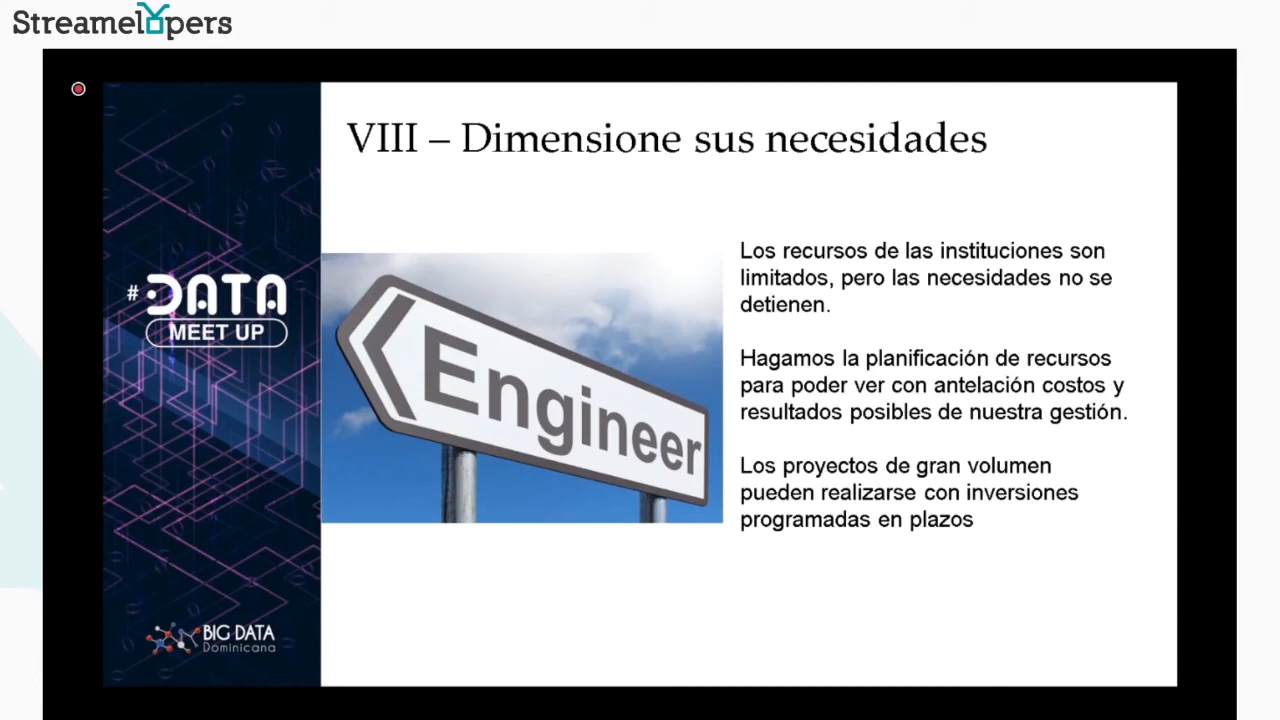 Streamelopers
VIII – Dimensione sus necesidades
# DATA
MEET UP
Engineer
Los recursos de las instituciones son
limitados, pero las necesidades no se
detienen.
Hagamos la planificación de recursos
para poder ver con antelación costos y
resultados posibles de nuestra gestión.
Los proyectos de gran volumen
pueden realizarse con inversiones
programadas en plazos
BIG DATA
Dominicana